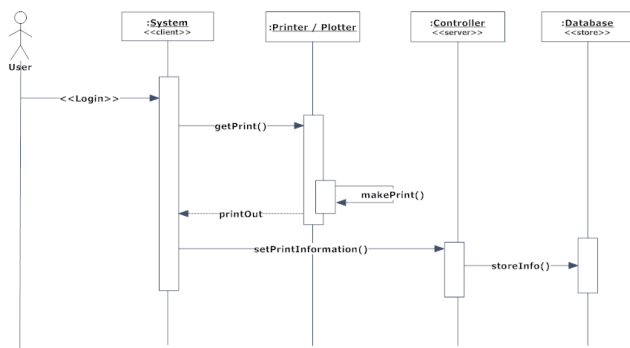 :System
<<client>>
:Printer / Plotter
:Controller
<<server>>
:Database
<<store>>
User
<<Login>>
getPrint()
makePrint()
printOut
setPrintInformation()
storeInfo()